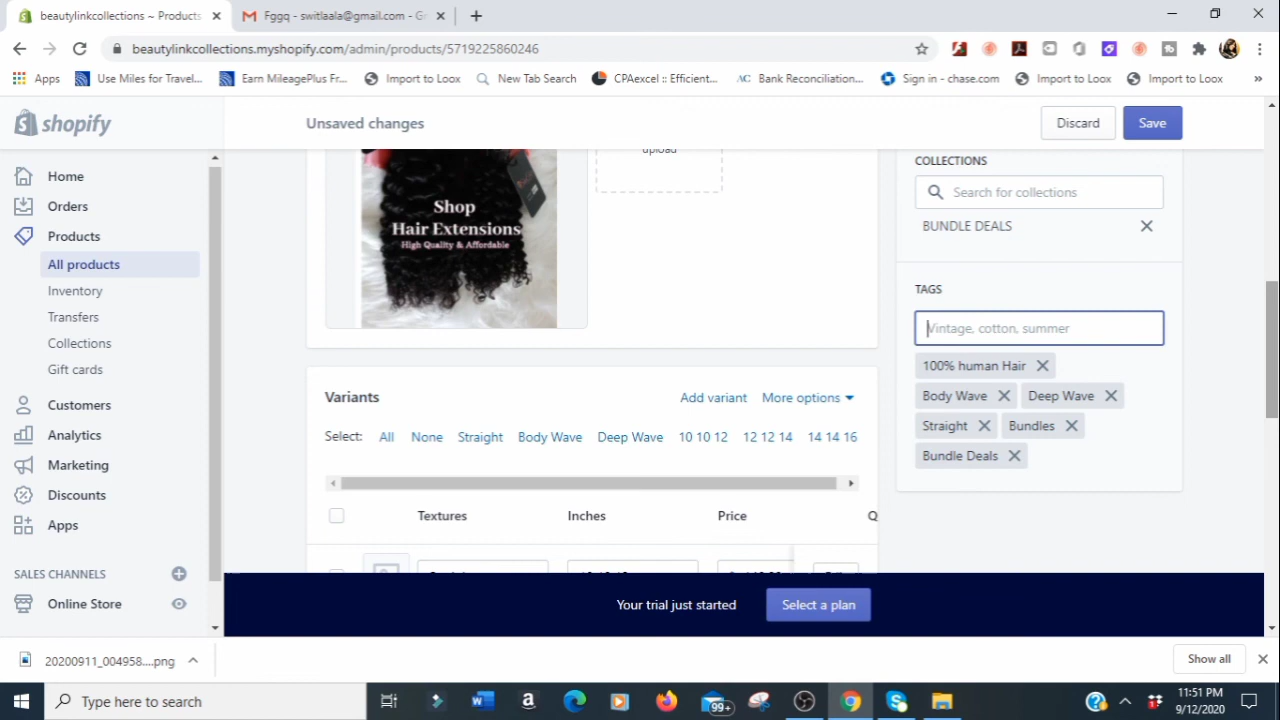 beautylinkcollections ~ Products
Fggq - switlaala@gmail.com - Gr
beautylinkcollections.myshopify.com/admin/products/5719225860246
Apps
Use Miles for Travel...
Earn MileagePlus Fr...
Import to Loox
New Tab Search
CPAexcel :: Efficient...
AC Bank Reconciliation...
Sign in - chase.com
Import to Loox
Import to Loox
»
shopify
Unsaved changes
Discard
Save
Home
Orders
Products
All products
Inventory
Transfers
Collections
Gift cards
Customers
Analytics
Marketing
Discounts
Apps
SALES CHANNELS
Online Store
upload
Shop
Hair Extensions
High Quality & Affordable
Variants
Add variant
More options
Select: All None Straight Body Wave Deep Wave 10 10 12 12 12 14 14 14 16
Textures Inches Price Q
COLLECTIONS
Search for collections
BUNDLE DEALS
TAGS
Vintage, cotton, summer
100% human Hair
Body Wave
Deep Wave
Straight
Bundles
Bundle Deals
Your trial just started
Select a plan
20200911_004958....png
Show all
Type here to search
99+
11:51 PM
9/12/2020